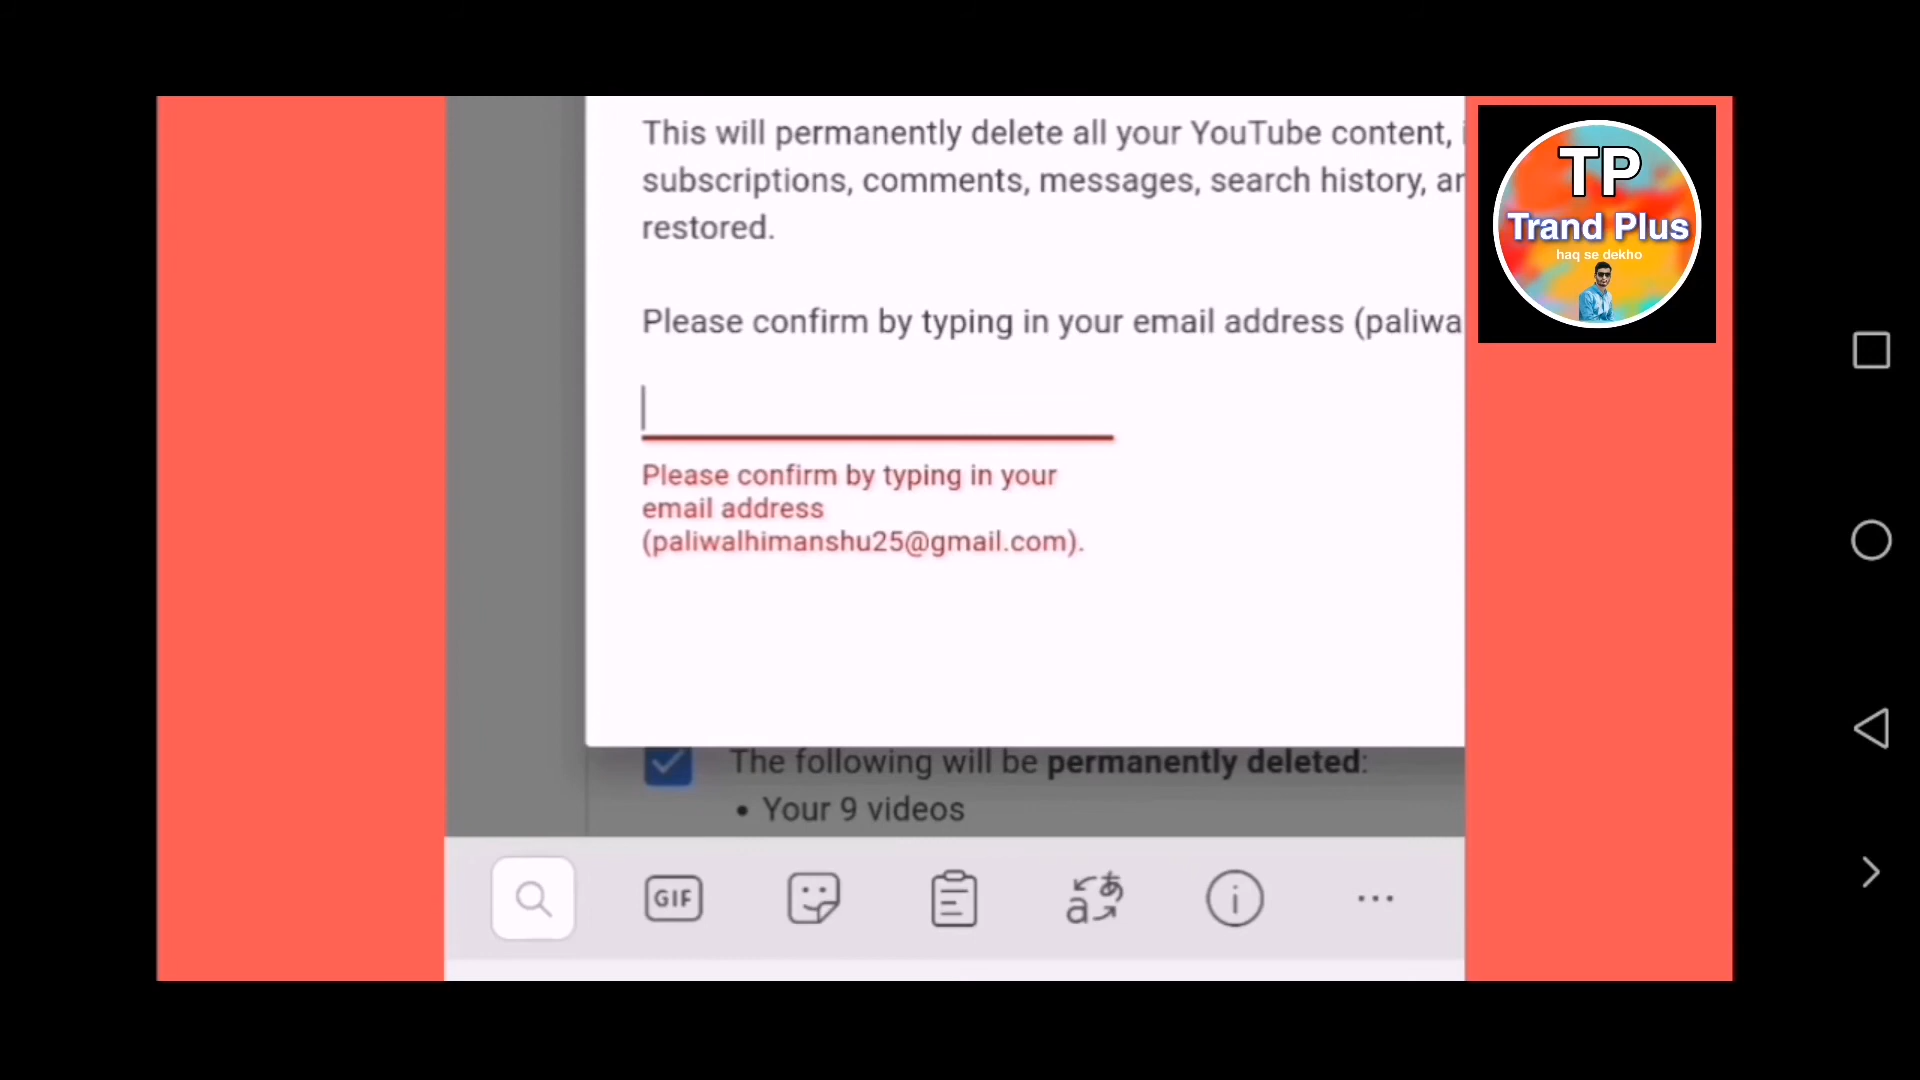 This will permanently delete all your YouTube content,
subscriptions, comments, messages, search history,
restored.
Please confirm by typing in your email address (paliwa
Please confirm by typing in your
email address
(paliwalhimanshu25@gmail.com).
The following will be permanently deleted:
• Your 9 videos
GIF
TP
Trand Plus
haq se dekho